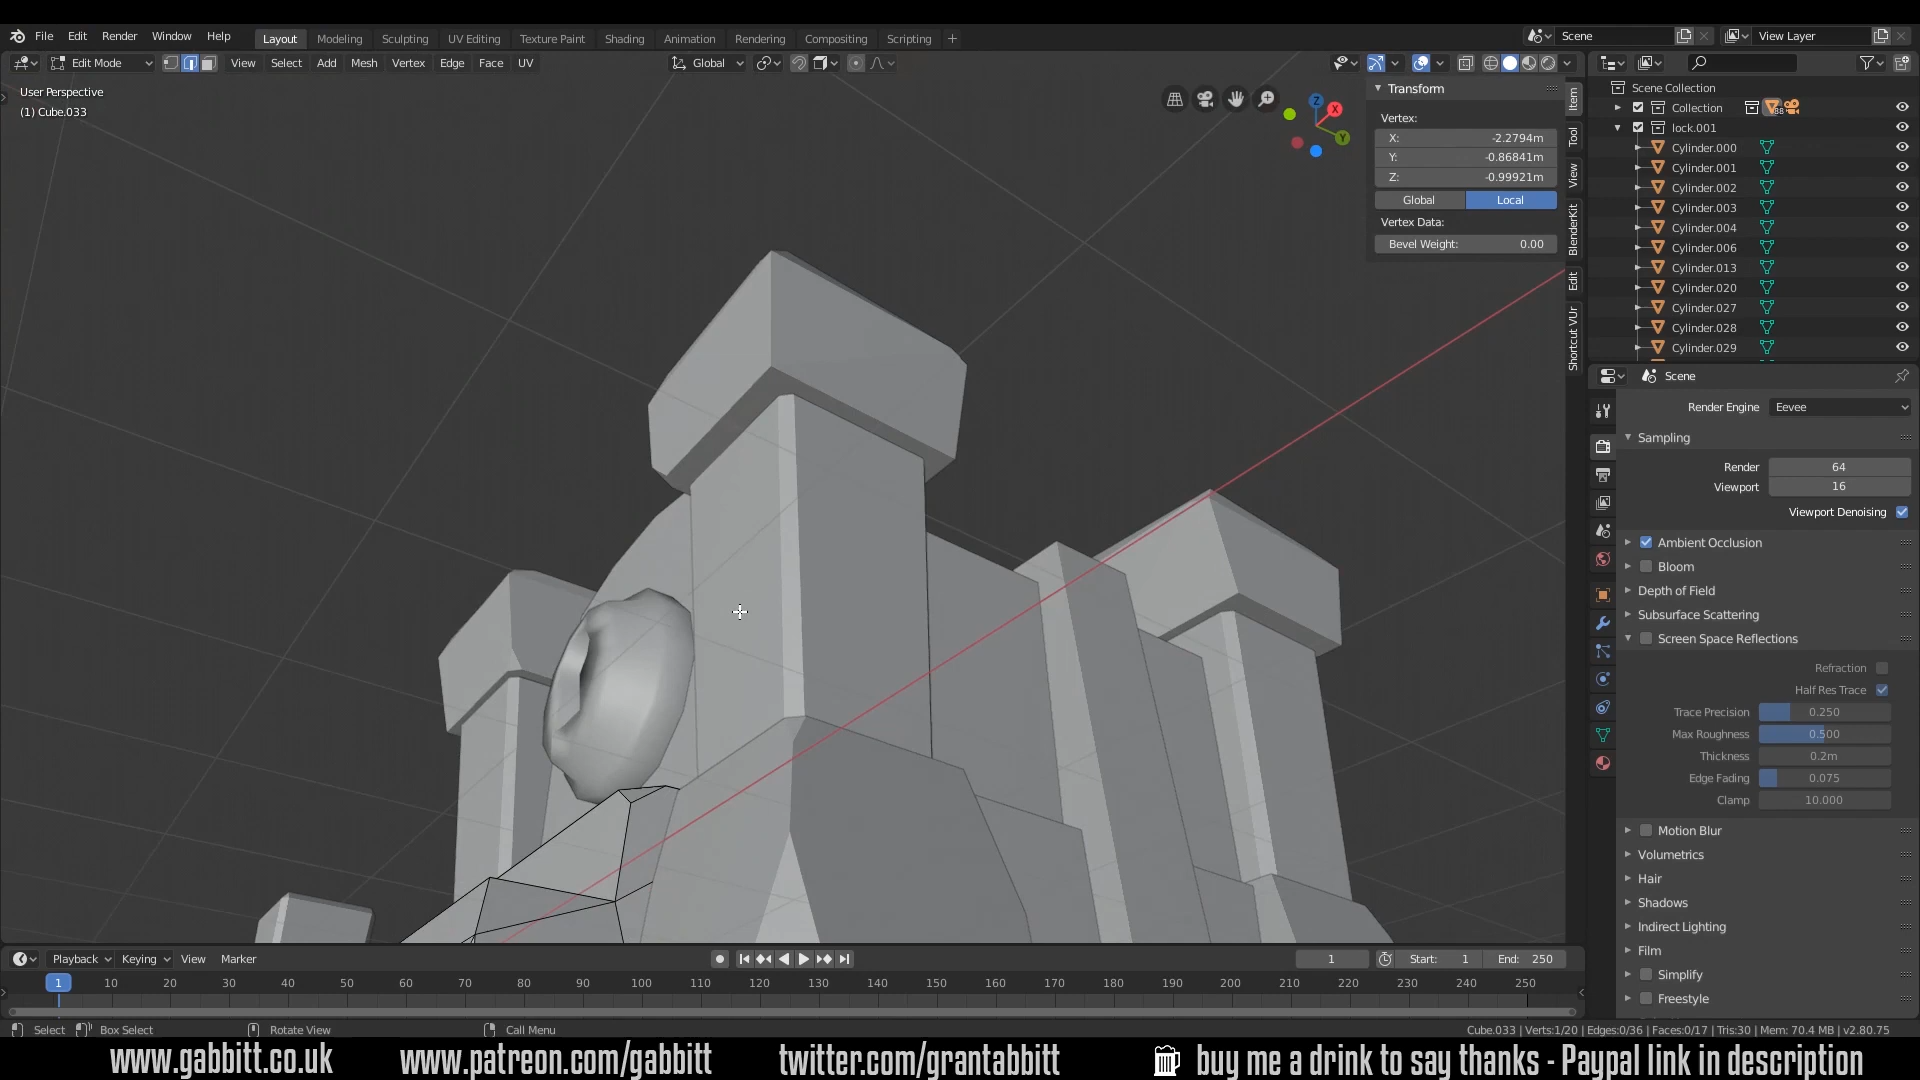 File Edit Render Window Help Layout Modeling Sculpting UV Editing Texture Paint Shading Animation Rendering Compositing Scripting + Scene View Layer
Edit Mode View Select Add Mesh Vertex Edge Face UV Global
User Perspective
(1) Cube.033
Transform
Vertex:
X: -2.2794m
Y: -0.86841m
Z: -0.99921m
Global Local
Vertex Data:
Bevel Weight: 0.00
Item
Tool
View
BlenderKit
Edit
Shortcut VUr
Z
X
Y
Scene Collection
Collection
lock.001
Cylinder.000
Cylinder.001
Cylinder.002
Cylinder.003
Cylinder.004
Cylinder.006
Cylinder.013
Cylinder.020
Cylinder.027
Cylinder.028
Cylinder.029
Scene
Render Engine Eevee
Sampling
Render 64
Viewport 16
Viewport Denoising
Ambient Occlusion
Bloom
Depth of Field
Subsurface Scattering
Screen Space Reflections
Refraction
Half Res Trace
Trace Precision 0.250
Max Roughness 0.500
Thickness 0.2m
Edge Fading 0.075
Clamp 10.000
Motion Blur
Volumetrics
Hair
Shadows
Indirect Lighting
Film
Simplify
Freestyle
Playback Keying View Marker 1 Start: 1 End: 250
1 10 20 30 40 50 60 70 80 90 100 110 120 130 140 150 160 170 180 190 200 210 220 230 240 250
Select Box Select Rotate View Call Menu Cube.033 | Verts:1/20 | Edges:0/36 | Faces:0/17 | Tris:30 | Mem: 70.4 MB | v2.80.75
www.gabbitt.co.uk www.patreon.com/gabbitt twitter.com/grantabbitt buy me a drink to say thanks - Paypal link in description